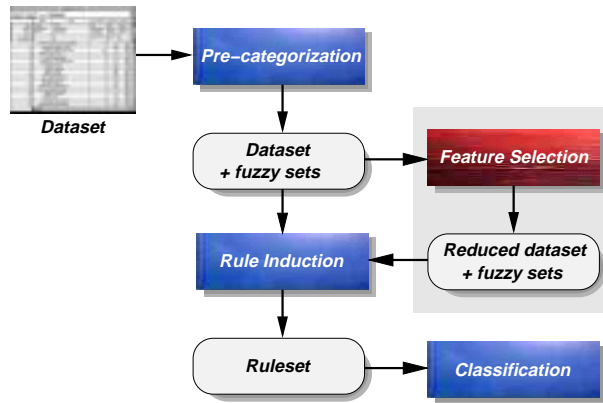 Pre-categorization
Dataset
Dataset
+ fuzzy sets
Feature Selection
Rule Induction
Reduced dataset
+ fuzzy sets
Ruleset
Classification